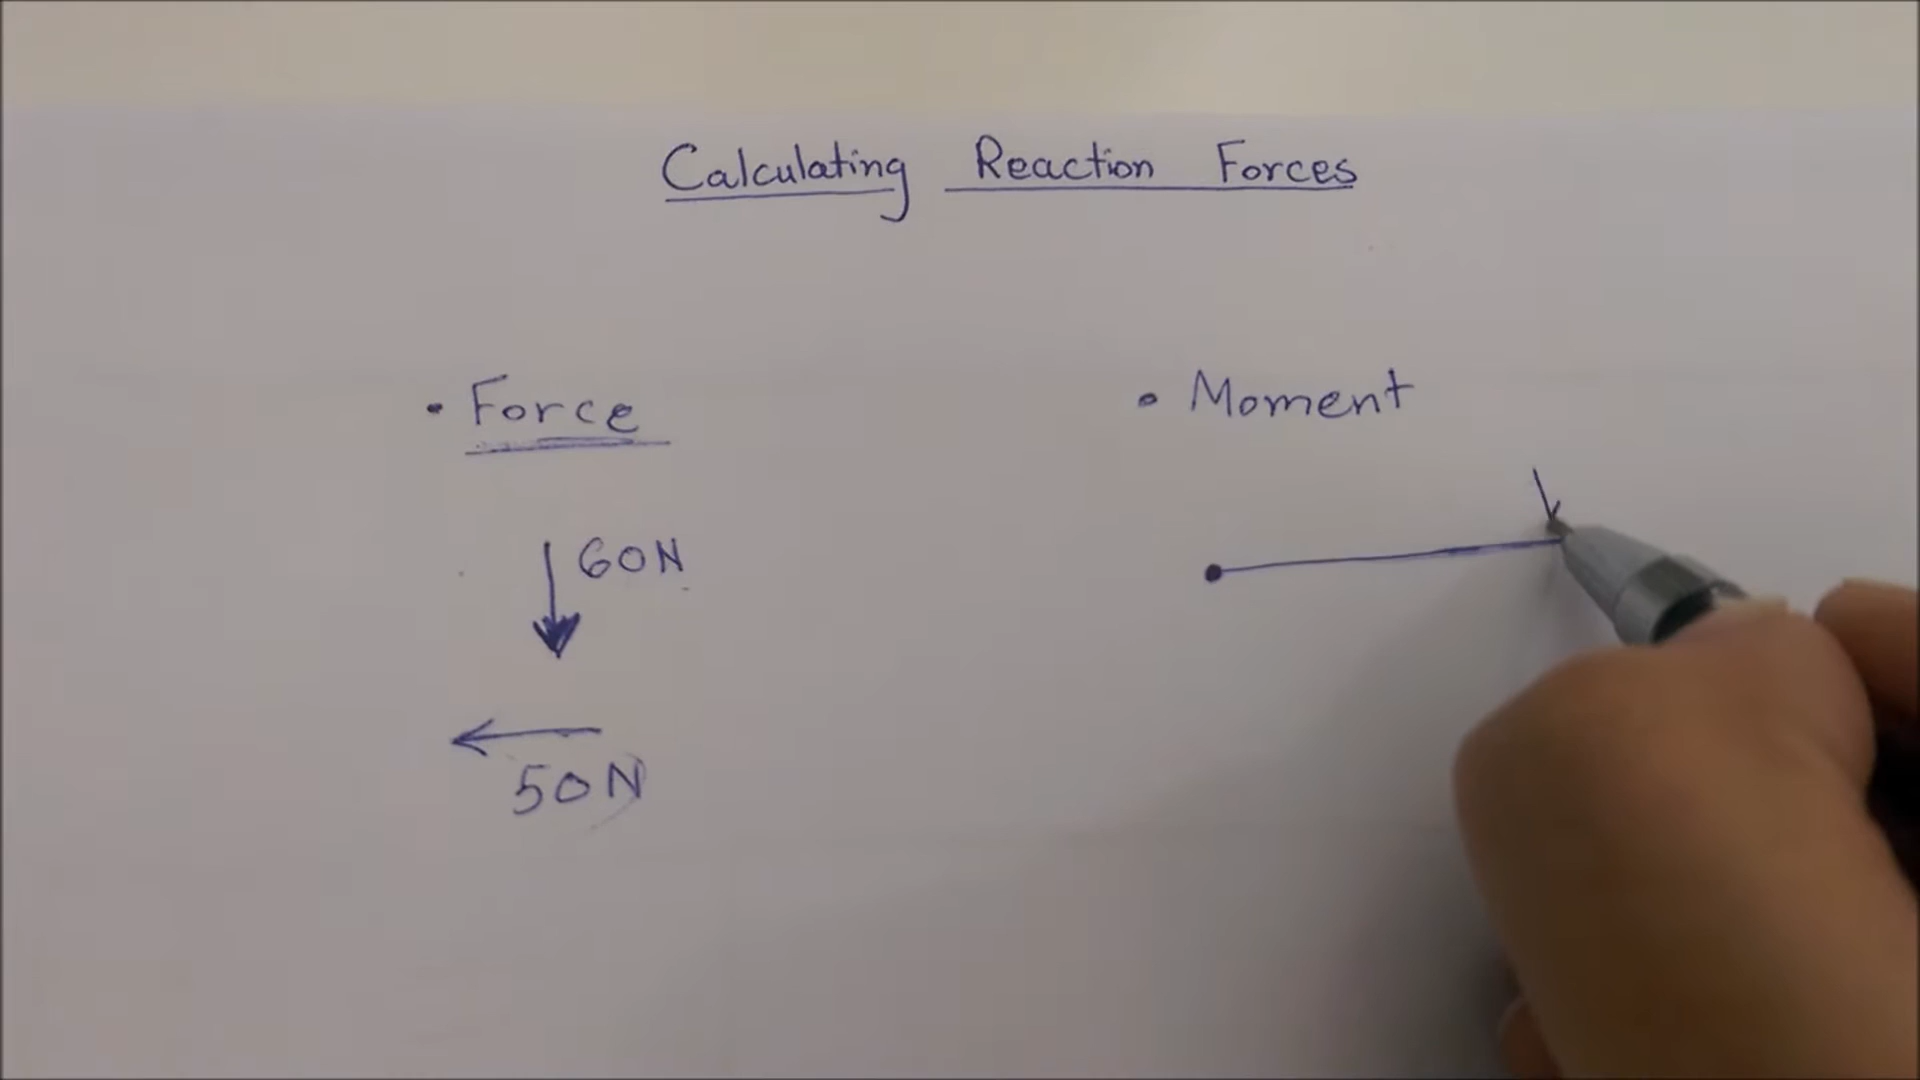 Calculating Reaction Forces
• Force
• Moment
60N
50N